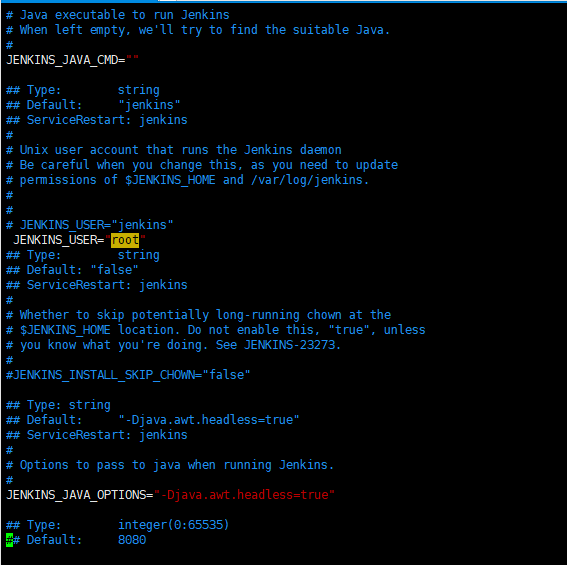 # Java executable to run Jenkins
# When left empty, we'll try to find the suitable Java.
#
JENKINS_JAVA_CMD=""
## Type:        string
## Default:     "jenkins"
## ServiceRestart: jenkins
#
# Unix user account that runs the Jenkins daemon
# Be careful when you change this, as you need to update
# permissions of $JENKINS_HOME and /var/log/jenkins.
#
#
# JENKINS_USER="jenkins"
 JENKINS_USER="root"
## Type:        string
## Default: "false"
## ServiceRestart: jenkins
#
# Whether to skip potentially long-running chown at the
# $JENKINS_HOME location. Do not enable this, "true", unless
# you know what you're doing. See JENKINS-23273.
#
#JENKINS_INSTALL_SKIP_CHOWN="false"
## Type: string
## Default:     "-Djava.awt.headless=true"
## ServiceRestart: jenkins
#
# Options to pass to java when running Jenkins.
#
JENKINS_JAVA_OPTIONS="-Djava.awt.headless=true"
## Type:        integer(0:65535)
## Default:     8080